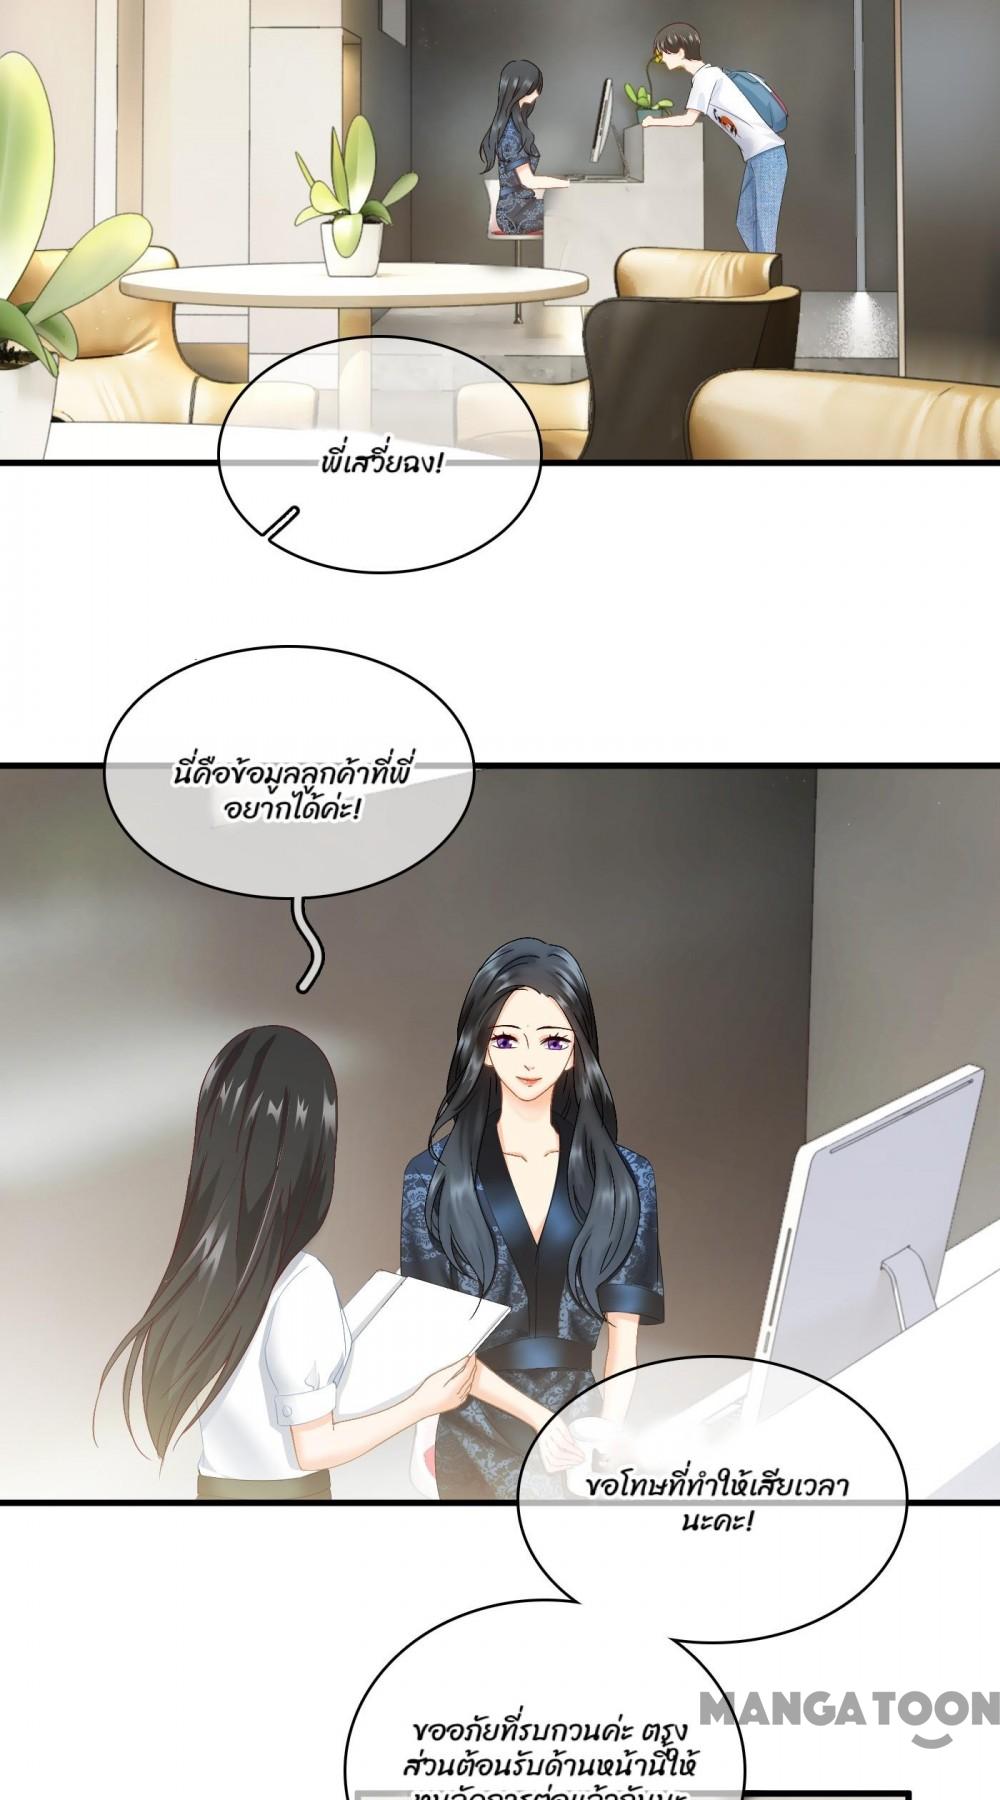 พี่เสวี่ยฉง!
นี่คือข้อมูลลูกค้าที่พี่
อยากได้ค่ะ!
ขอโทษที่ทำให้เสียเวลา
นะคะ!
MANGATOON
ขออภัยที่รบกวนค่ะ ตรง
ส่วนต้อนรับด้านหน้านี้ให้